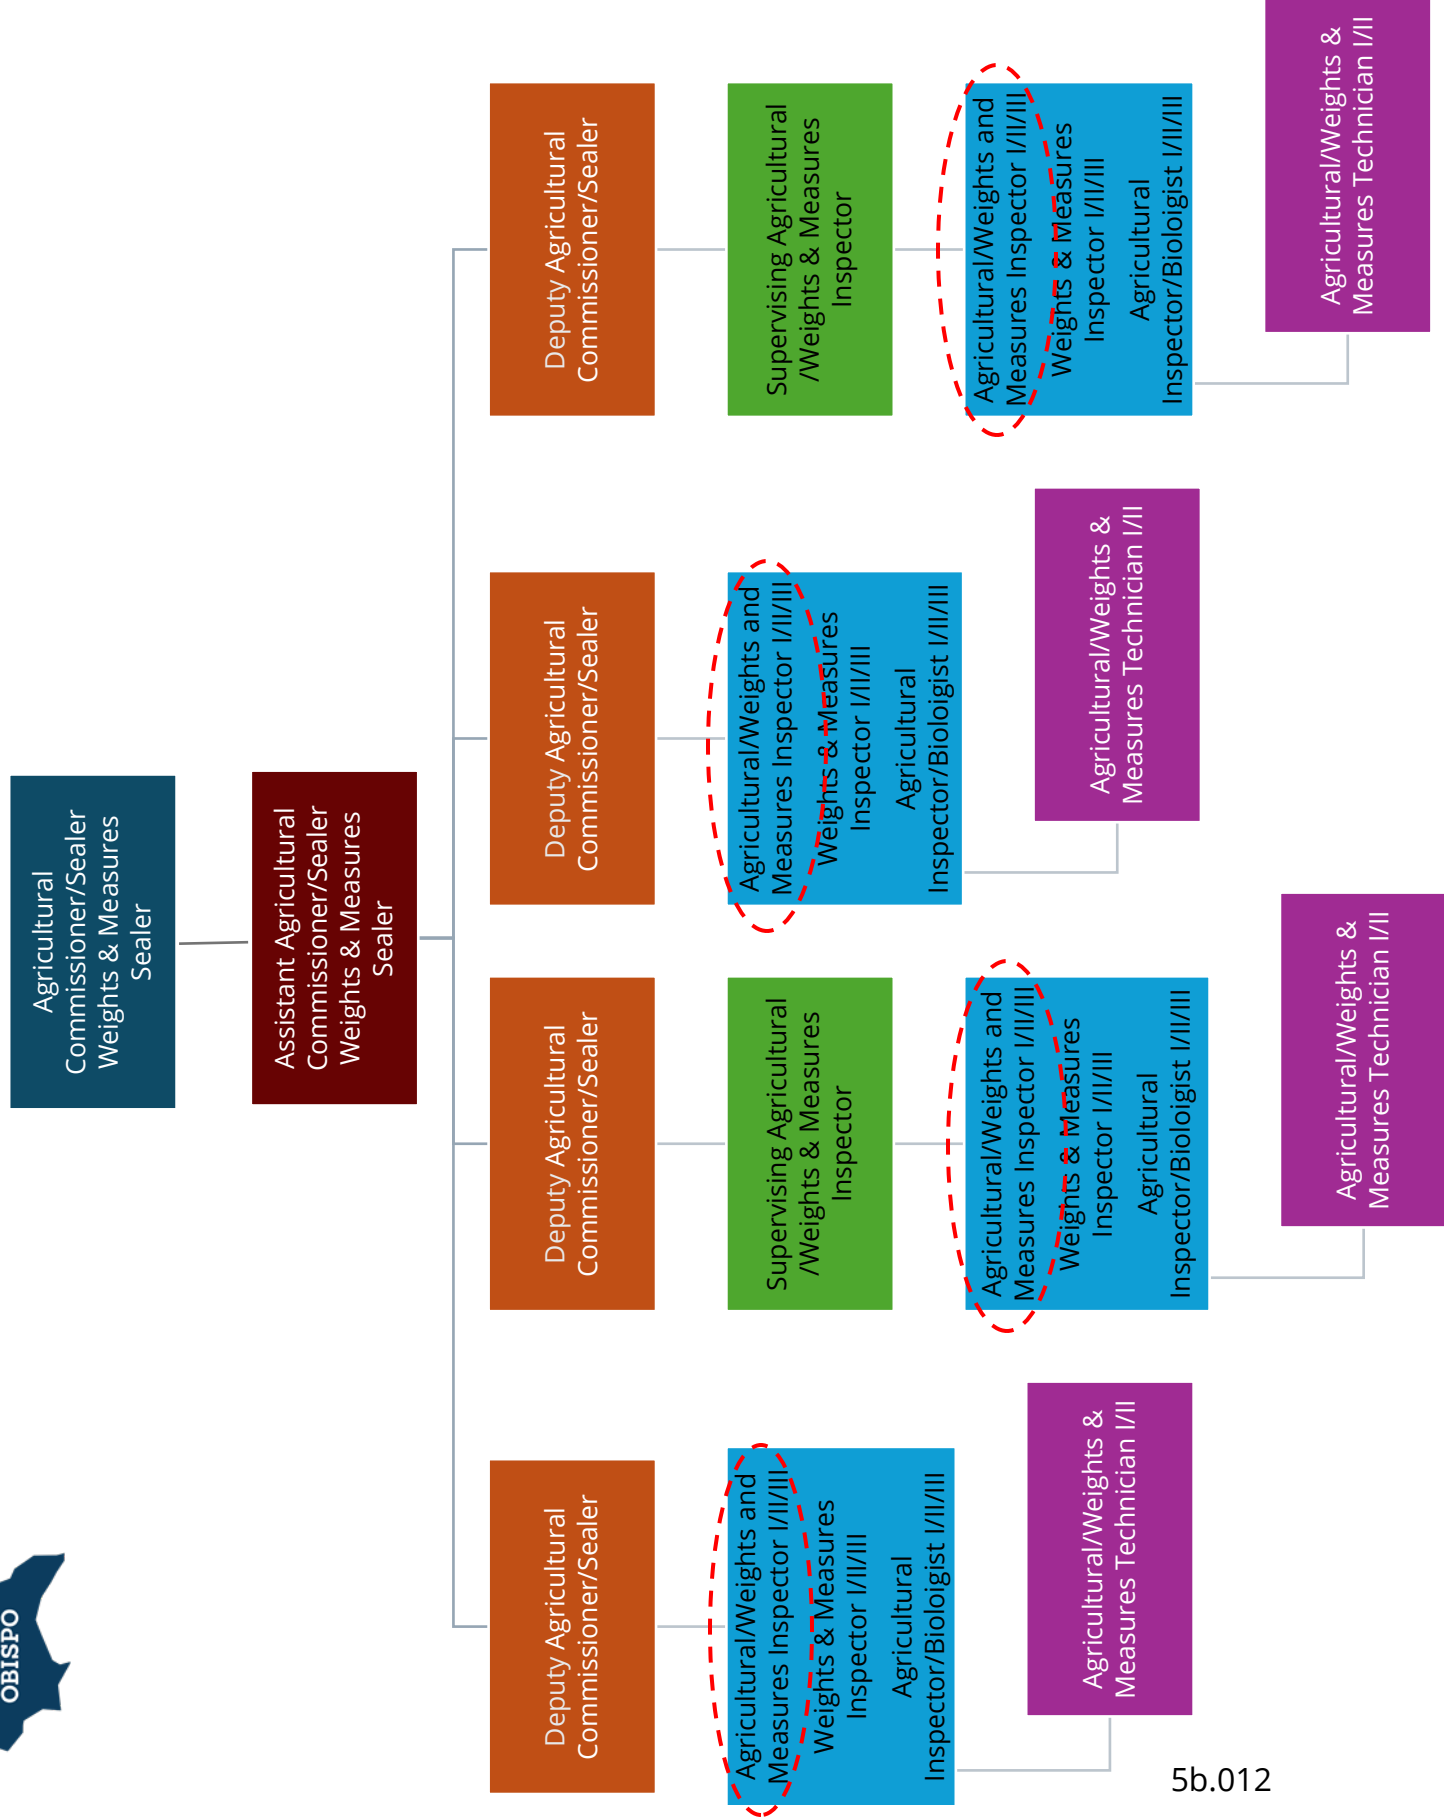 OBISPO
Agricultural
Commissioner/Sealer
Weights & Measures
Sealer
Assistant Agricultural
Commissioner/Sealer
Weights & Measures
Sealer
Deputy Agricultural
Commissioner/Sealer
Deputy Agricultural
Commissioner/Sealer
Deputy Agricultural
Commissioner/Sealer
Deputy Agricultural
Commissioner/Sealer
Agricultural/Weights and
Measures Inspector I/II/III
Weights & Measures
Inspector I/II/III
Agricultural
Inspector/Bioloigist I/II/III
Supervising Agricultural
/Weights & Measures
Inspector
Agricultural/Weights and
Measures Inspector I/II/III
Weights & Measures
Inspector I/II/III
Agricultural
Inspector/Bioloigist I/II/III
Supervising Agricultural
/Weights & Measures
Inspector
Agricultural/Weights and
Measures Inspector I/II/III
Weights & Measures
Inspector I/II/III
Agricultural
Inspector/Bioloigist I/II/III
Agricultural/Weights and
Measures Inspector I/II/III
Weights & Measures
Inspector I/II/III
Agricultural
Inspector/Bioloigist I/II/III
Agricultural/Weights &
Measures Technician I/II
Agricultural/Weights &
Measures Technician I/II
Agricultural/Weights &
Measures Technician I/II
Agricultural/Weights &
Measures Technician I/II
5b.012